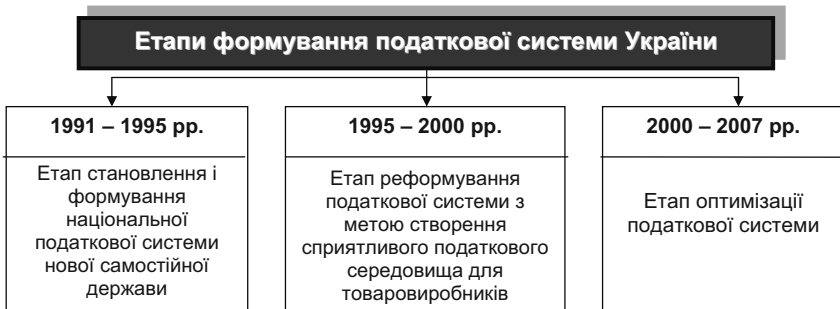 Етапи формування податкової системи України
1991 – 1995 рр.
Етап становлення і
формування
національної
податкової системи
нової самостійної
держави
1995 – 2000 рр.
Етап реформування
податкової системи з
метою створення
сприятливого податкового
середовища для
товаровиробників
2000 – 2007 рр.
Етап оптимізації
податкової системи